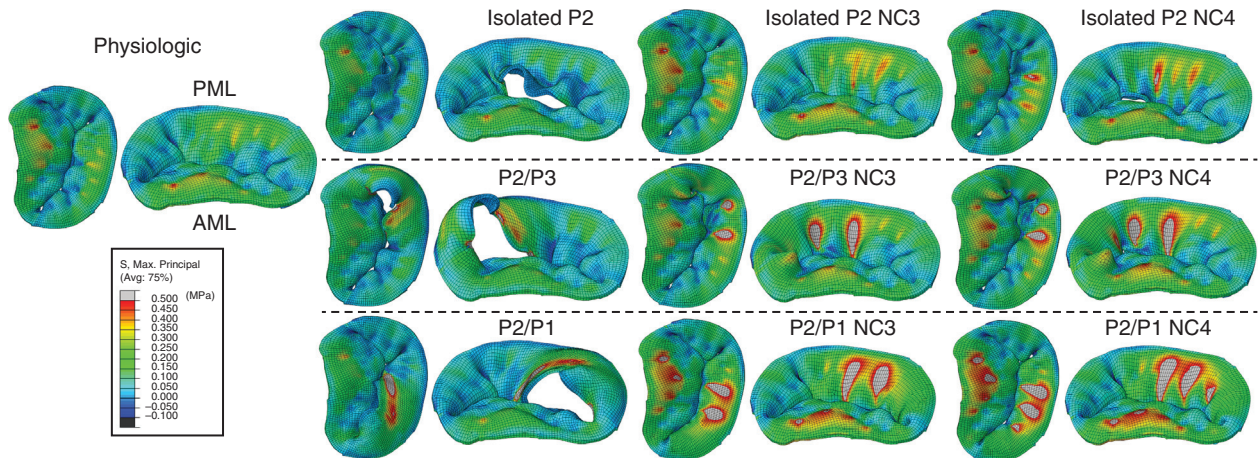 Physiologic
PML
AML
S, Max. Principal
(Avg: 75%)
(MPa)
0.500
0.450
0.400
0.350
0.300
0.250
0.200
0.150
0.100
0.050
0.000
−0.050
−0.100
Isolated P2
Isolated P2 NC3
Isolated P2 NC4
P2/P3
P2/P3 NC3
P2/P3 NC4
P2/P1
P2/P1 NC3
P2/P1 NC4